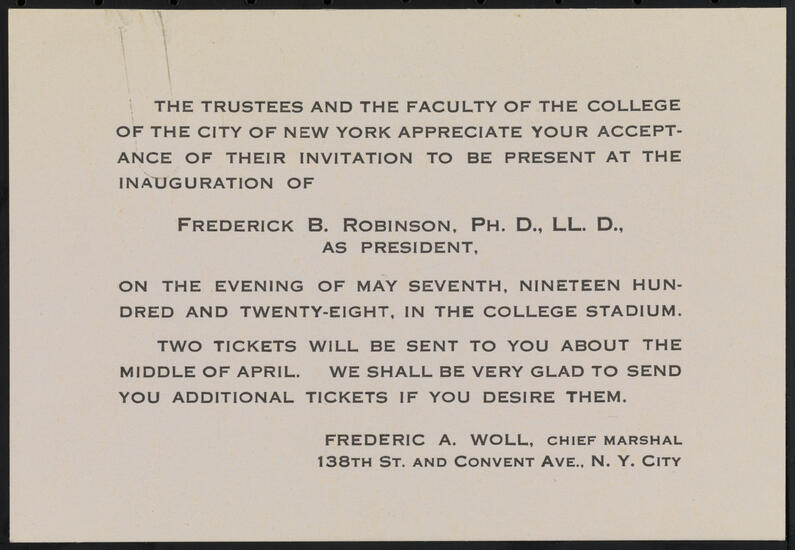 THE TRUSTEES AND THE FACULTY OF THE COLLEGE
OF THE CITY OF NEW YORK APPRECIATE YOUR ACCEPT-
ANCE OF THEIR INVITATION TO BE PRESENT AT THE
INAUGURATION OF
FREDERICK B. ROBINSON, PH. D., LL. D.,
AS PRESIDENT,
ON THE EVENING OF MAY SEVENTH, NINETEEN HUN-
DRED AND TWENTY-EIGHT, IN THE COLLEGE STADIUM.
TWO TICKETS WILL BE SENT TO YOU ABOUT THE
MIDDLE OF APRIL. WE SHALL BE VERY GLAD TO SEND
YOU ADDITIONAL TICKETS IF YOU DESIRE THEM.
FREDERIC A. WOLL, CHIEF MARSHAL
138TH ST. AND CONVENT AVE., N. Y. CITY